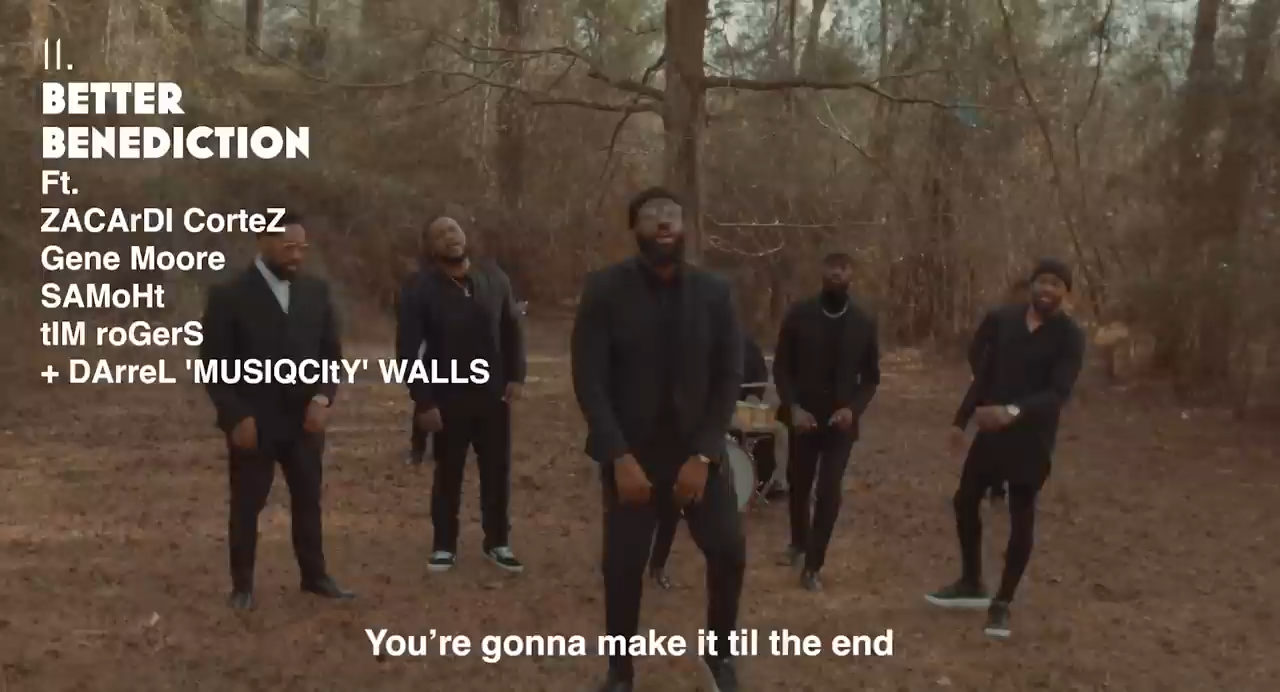 II.
BETTER
BENEDICTION
Ft.
ZACArDI CorteZ
Gene Moore
SAMoHt
tIM roGerS
+ DArreL 'MUSIQCItY' WALLS
You’re gonna make it til the end